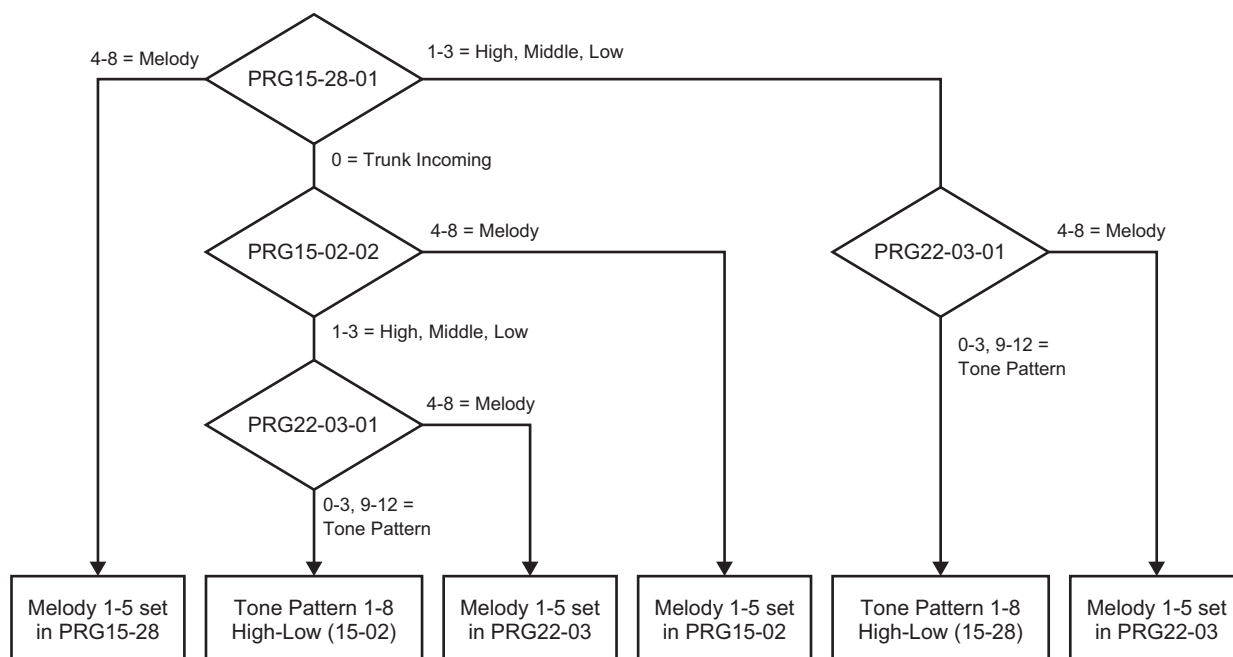 4-8 = Melody
1-3 = High, Middle, Low
PRG15-28-01
0 = Trunk Incoming
PRG15-02-02
4-8 = Melody
PRG22-03-01
4-8 = Melody
1-3 = High, Middle, Low
0-3, 9-12 =
Tone Pattern
PRG22-03-01
4-8 = Melody
0-3, 9-12 =
Tone Pattern
Melody 1-5 set
in PRG15-28
Tone Pattern 1-8
High-Low (15-02)
Melody 1-5 set
in PRG22-03
Melody 1-5 set
in PRG15-02
Tone Pattern 1-8
High-Low (15-28)
Melody 1-5 set
in PRG22-03